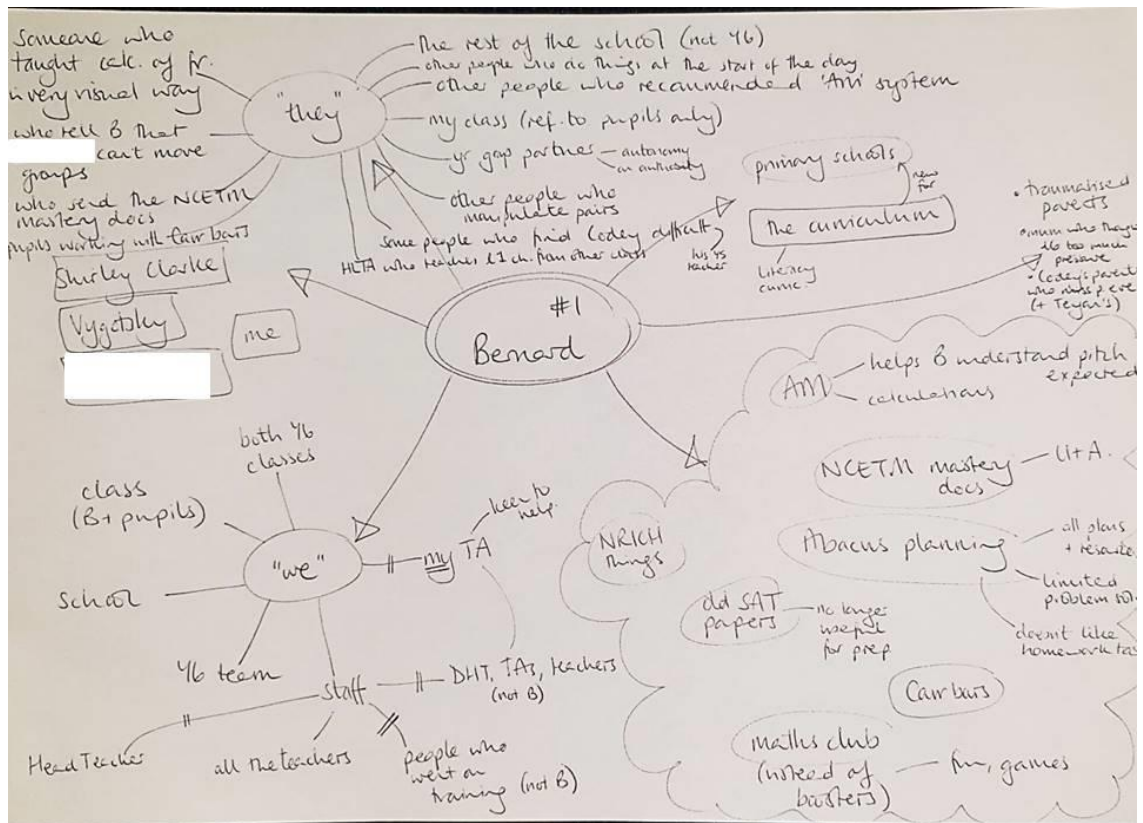 someone who
taught calc. of fr.
in very visual way
who tell B that
can't move
groups
who send the NCETM
mastery docs
pupils working with
"they"
the rest of the school (not Y6)
other people who do things at the start of the day
other people who recommended 'AM' system
my class (ref. to pupils only)
yr gap partner — autonomy
an authority
other people who
manipulate pairs
some people who find Codey difficult
his Y5
teacher
HLTA who teaches 21 ch. from other class
primary schools
new
for
the curriculum
literacy
curric
• traumatised
parents
• mum who thought
too much
pressure
• Codey's parents
who miss p.eve
(+ Teyan's)
Shirley Clarke
Vygotsky
me
#1
Bernard
AM
helps B understand pitch
expected
calculations
NCETM mastery
docs
U+A.
Abacus planning
all plans
+ resources
limited
problem sol
doesn't like
homework tas
NRICH
things
old SAT
papers
no longer
useful
for prep
bars
maths club
(instead of
boosters)
fun, games
both Y6
classes
class
(B + pupils)
"we"
my TA
keen to
help
school
Y6 team
staff
DHT, TAs, teachers
(not B)
Head Teacher
all the teachers
people who
went on
training (not B)